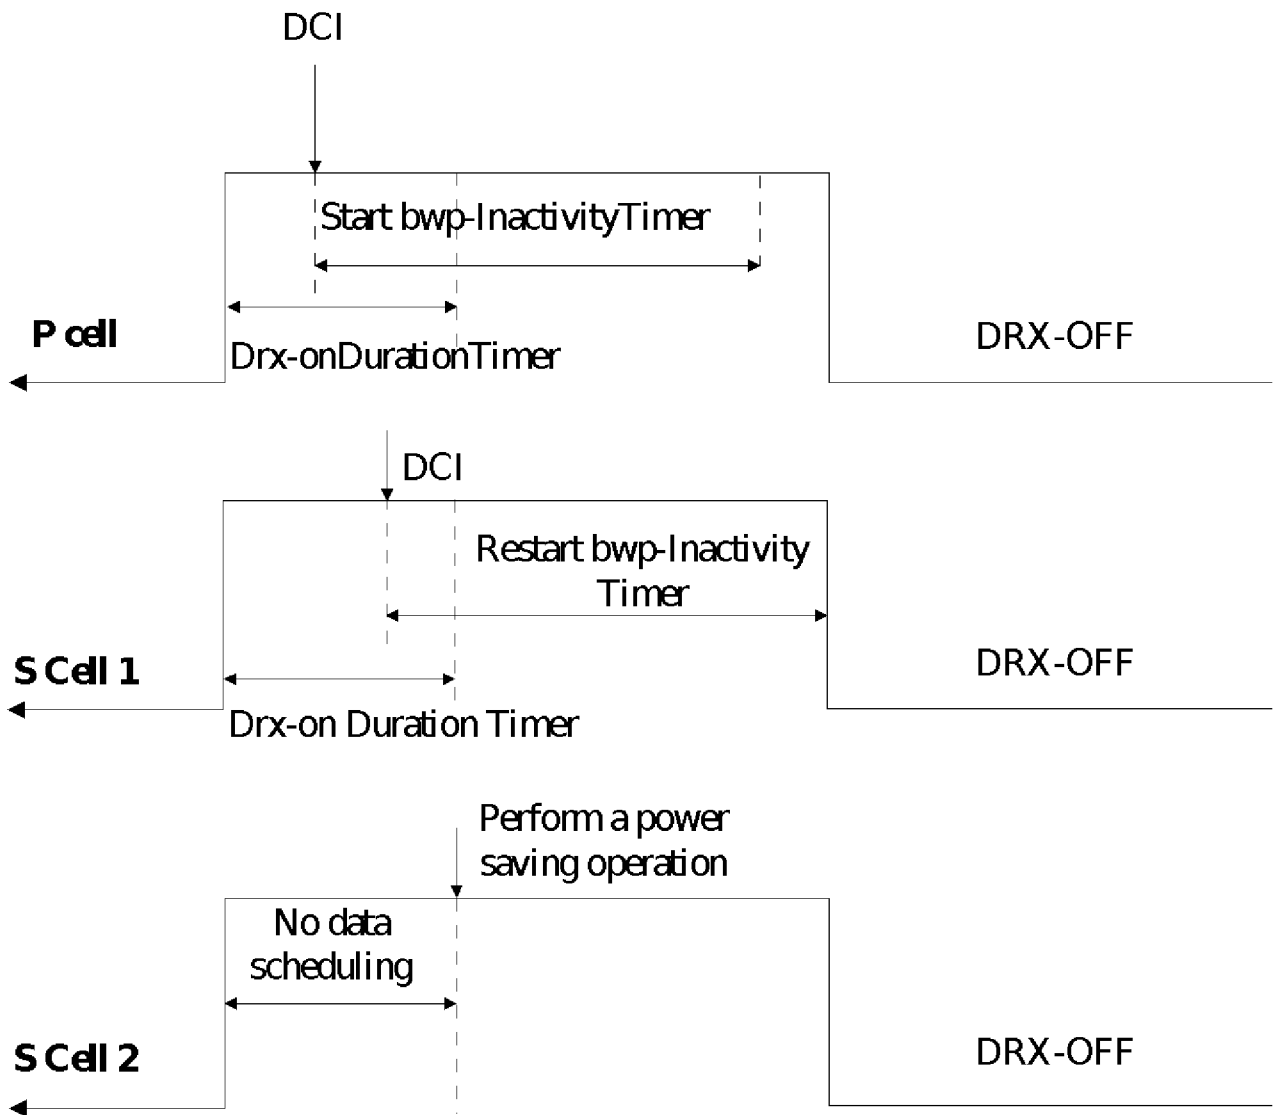 DCI
Start bwp-InactivityTimer
P cell
Drx-onDurationTimer
DRX-OFF
DCI
Restart bwp-Inactivity
Timer
S Cell 1
DRX-OFF
Drx-on Duration Timer
Perform a power
saving operation
No data
scheduling
S Cell 2
DRX-OFF